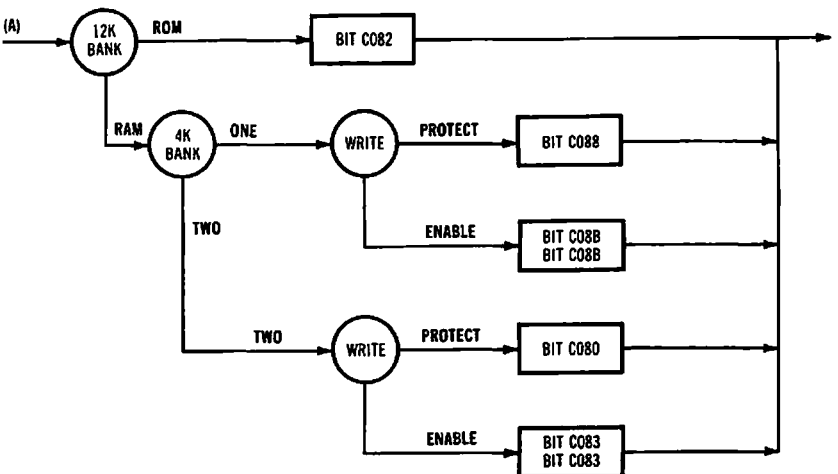 (A)
12K
BANK
ROM
BIT C082
RAM
4K
BANK
ONE
WRITE
PROTECT
BIT C088
ENABLE
BIT C08B
BIT C08B
TWO
TWO
WRITE
PROTECT
BIT C080
ENABLE
BIT C083
BIT C083